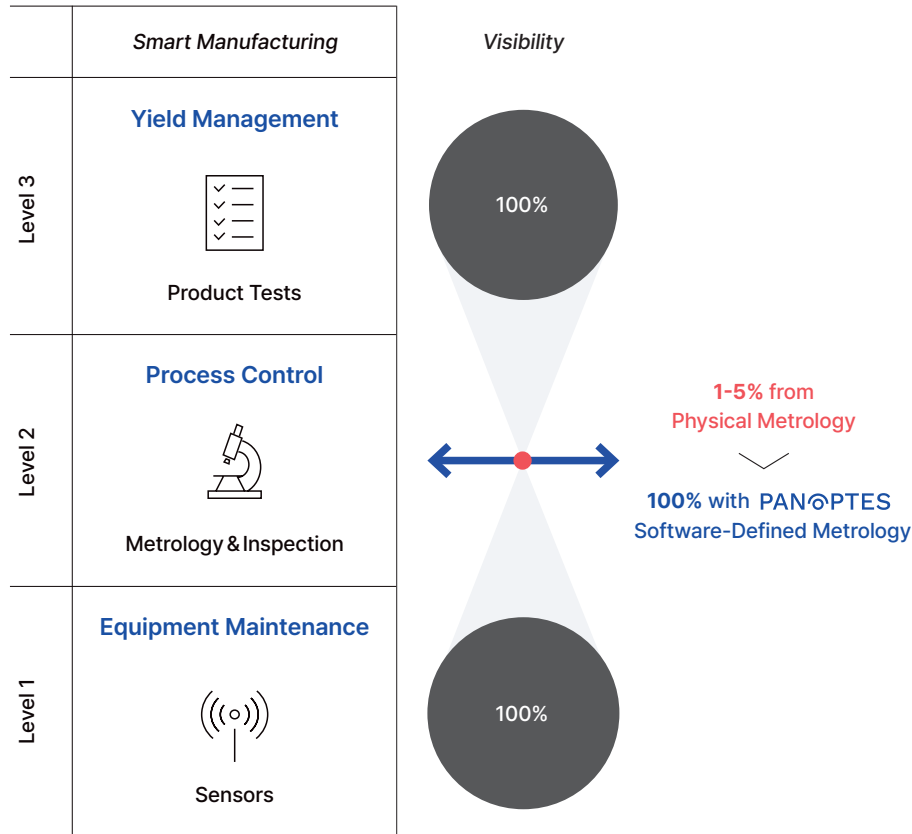 Smart Manufacturing
Visibility
Level 3
Yield Management
Product Tests
100%
Level 2
Process Control
Metrology & Inspection
1-5% from
Physical Metrology
100% with PANOPTES
Software-Defined Metrology
Level 1
Equipment Maintenance
Sensors
100%